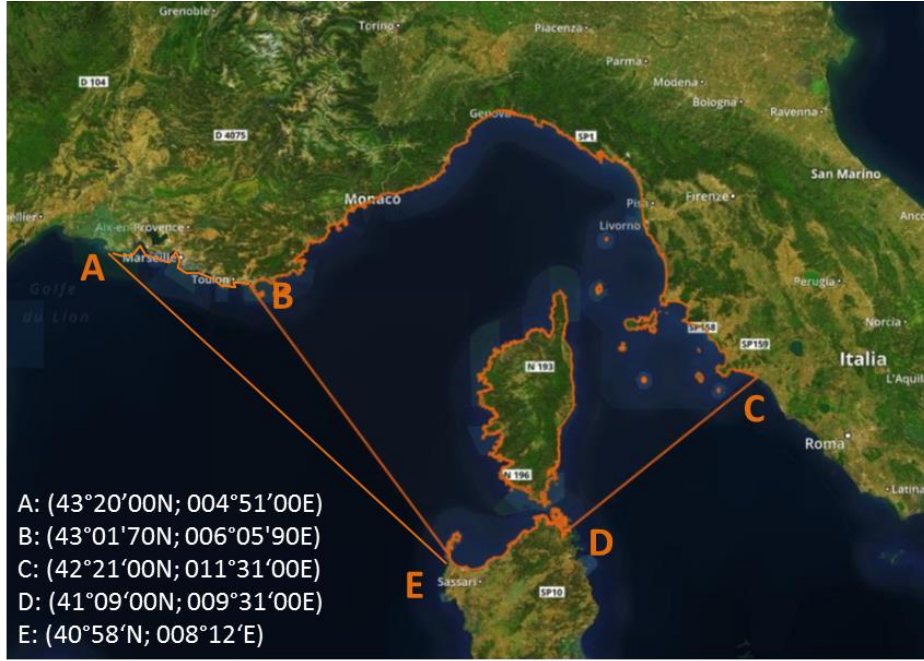 Grenoble
Torino
Piacenza
Parma
Modena
Bologna
Ravenna
D 104
D 4075
Genova
SP1
San Marino
Monaco
Pisa
Firenze
Aix-en-Provence
Livorno
Marseille
A
Toulon
B
Golfe
du Lion
Perugia
Norcia
SP158
SP159
Italia
N 193
L'Aquil
C
Roma
N 196
Latina
A: (43°20’00N; 004°51’00E)
B: (43°01'70N; 006°05'90E)
C: (42°21‘00N; 011°31‘00E)
D: (41°09‘00N; 009°31‘00E)
E: (40°58‘N; 008°12‘E)
D
E
Sassari
SP10